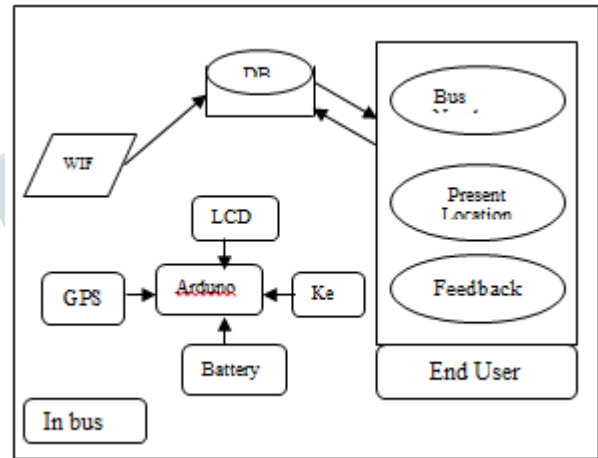 DB
Bus
WIF
Present
Location
LCD
GPS
Arduno
Ke
Feedback
Battery
End User
In bus